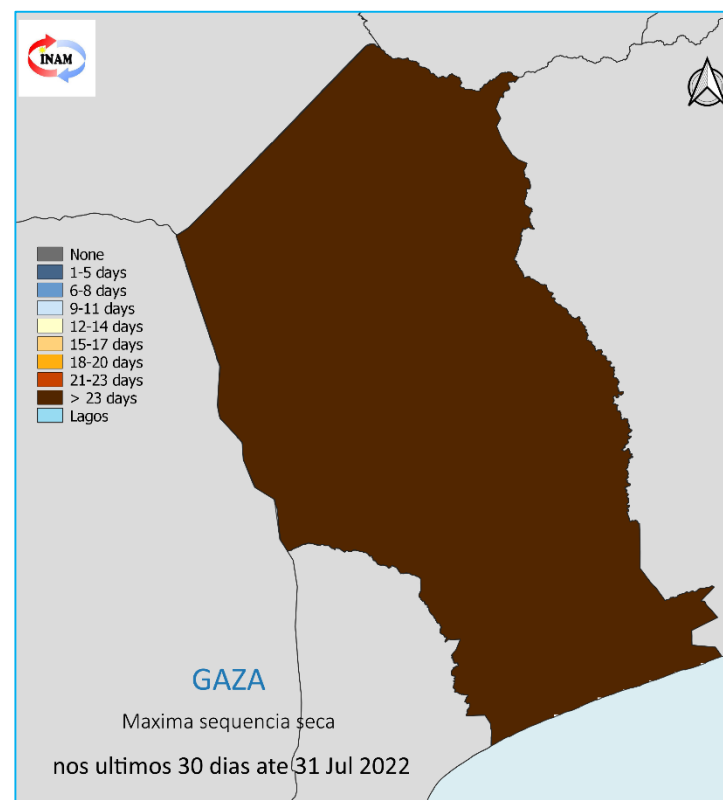 INAM
None
1-5 days
6-8 days
9-11 days
12-14 days
15-17 days
18-20 days
21-23 days
> 23 days
Lagos
GAZA
Maxima sequencia seca
nos ultimos 30 dias ate 31 Jul 2022